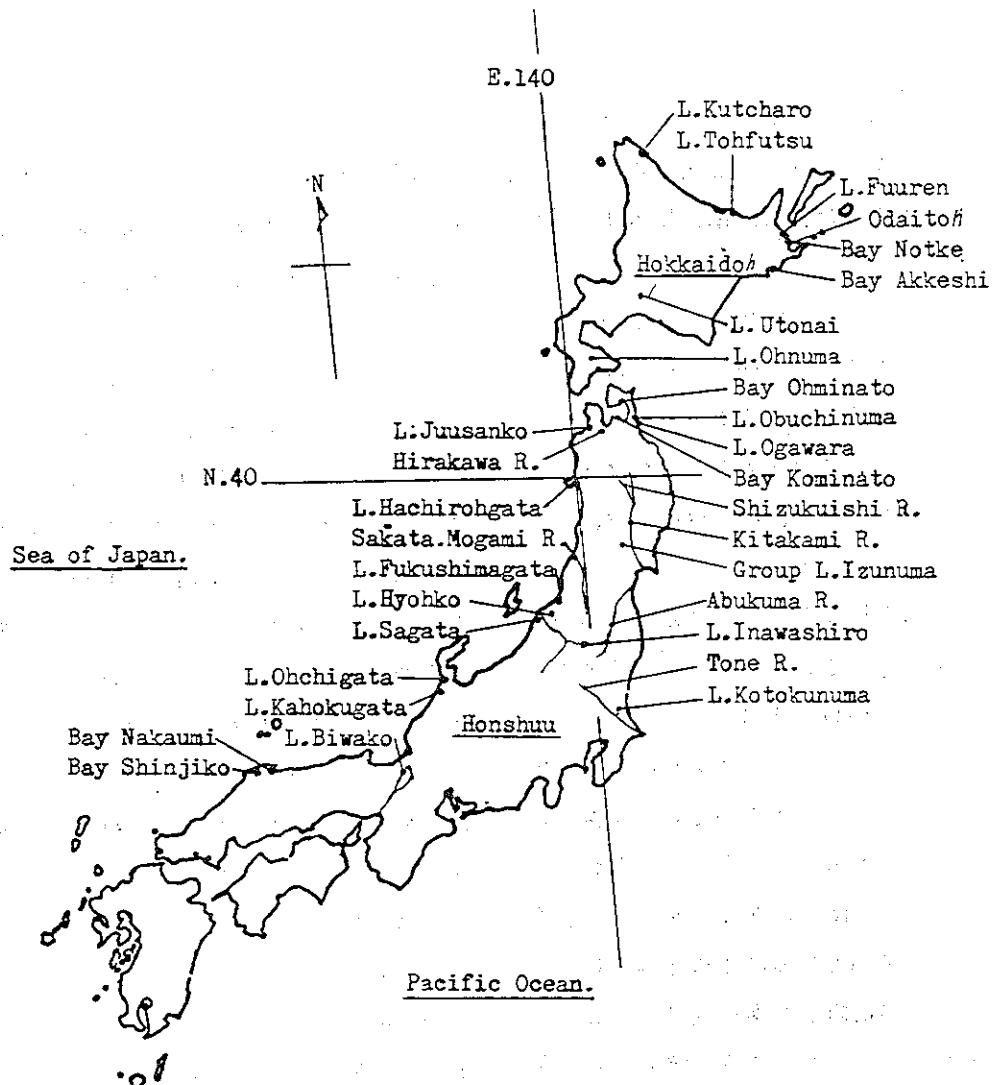 E.140
L.Kutcharo
L.Tohfutsu
N
L.Fuuren
Odaitoh
Bay Notke
Hokkaidoh
Bay Akkeshi
L.Utonai
L.Ohnuma
Bay Ohminato
L.Obuchinuma
L.Juusanko
L.Ogawara
Hirakawa R.
Bay Kominato
N.40
L.Hachirohgata
Shizukuishi R.
Sakata.Mogami R.
Kitakami R.
Sea of Japan.
L.Fukushimagata
Group L.Izunuma
L.Hyohko
Abukuma R.
L.Sagata
L.Inawashiro
Tone R.
L.Ohchigata
L.Kahokugata
L.Kotokunuma
Honshuu
Bay Nakaumi
L.Biwako
Bay Shinjiko
Pacific Ocean.